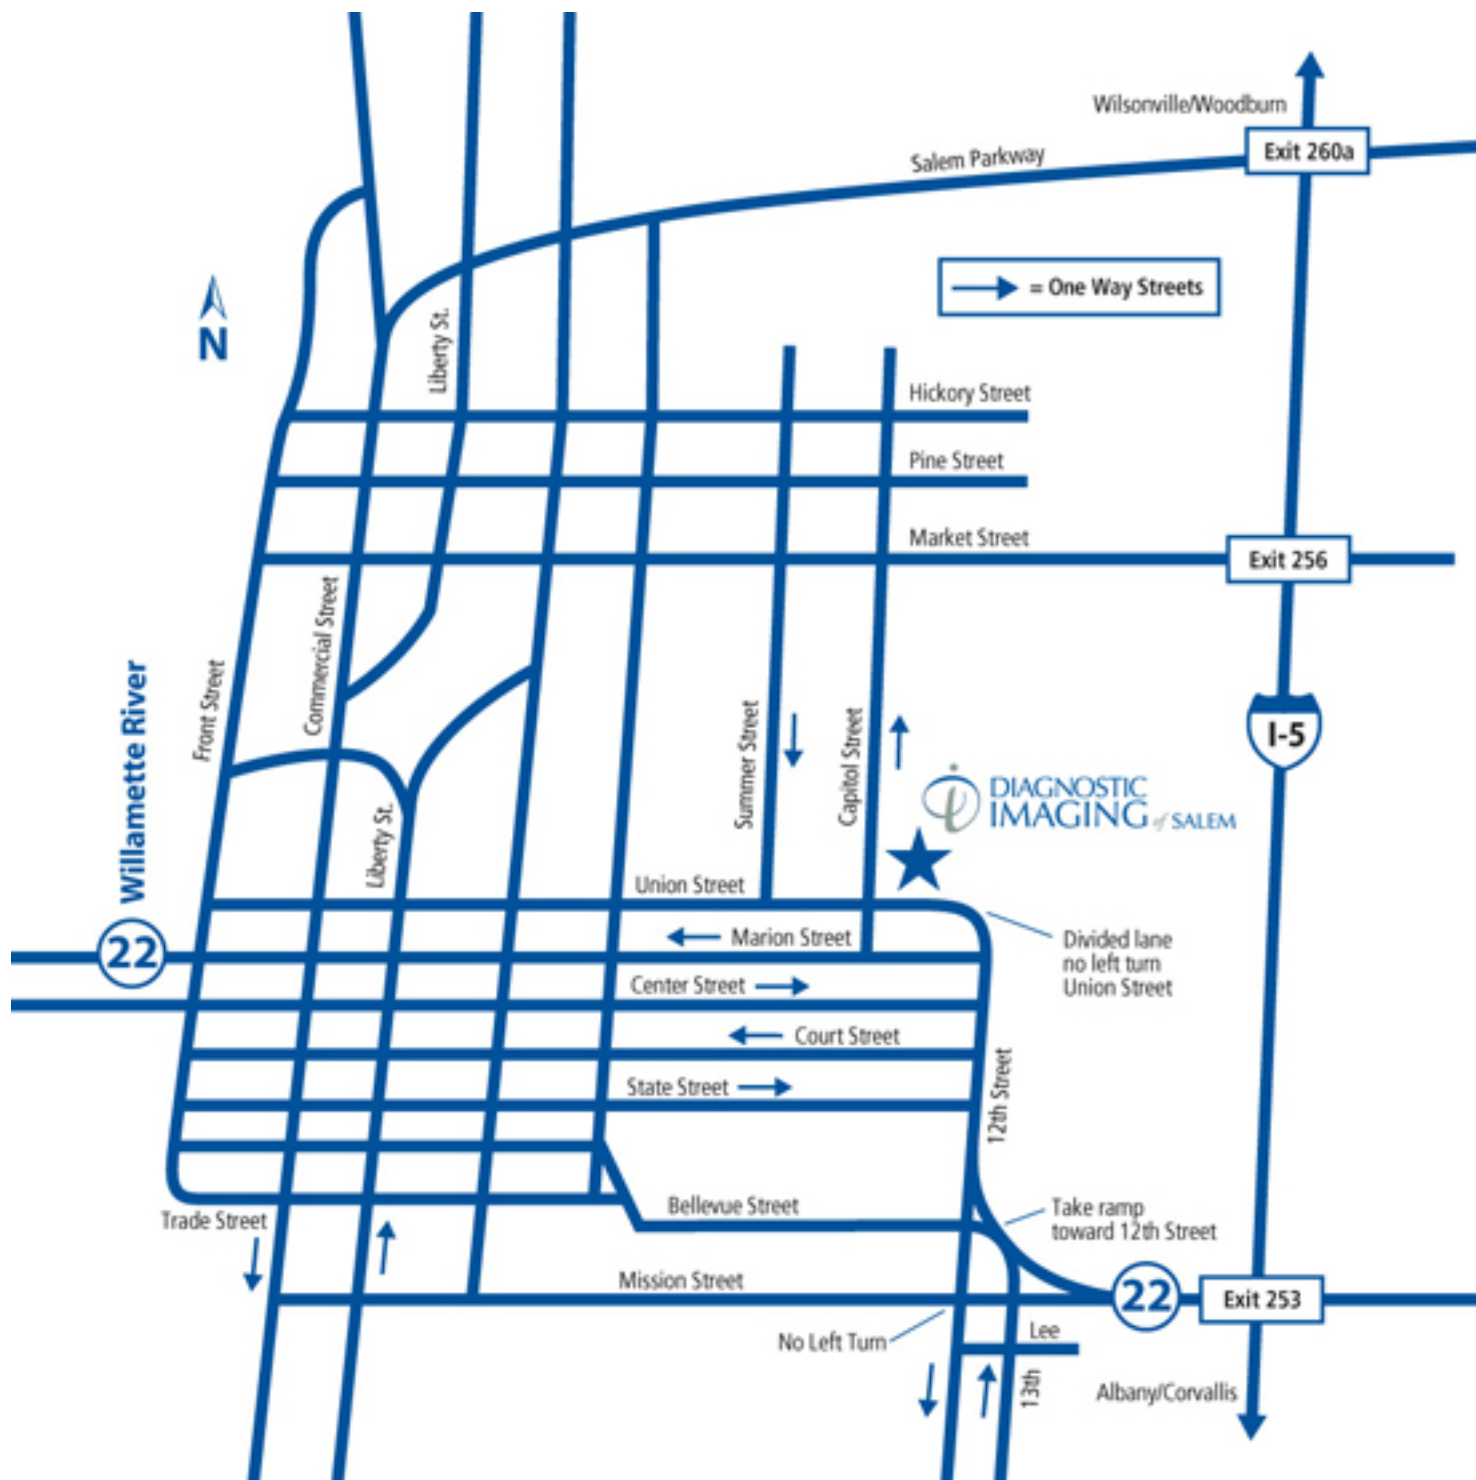 Wilsonville/Woodburn
Exit 260a
Salem Parkway
= One Way Streets
N
Liberty St.
Hickory Street
Pine Street
Market Street
Exit 256
Commercial Street
Front Street
Willamette River
Summer Street
Capitol Street
I-5
DIAGNOSTIC
IMAGING of SALEM
Liberty St.
Union Street
Marion Street
22
Divided lane
no left turn
Union Street
Center Street
Court Street
State Street
12th Street
Bellevue Street
Take ramp
toward 12th Street
Trade Street
Mission Street
22
Exit 253
No Left Turn
Lee
13th
Albany/Corvallis